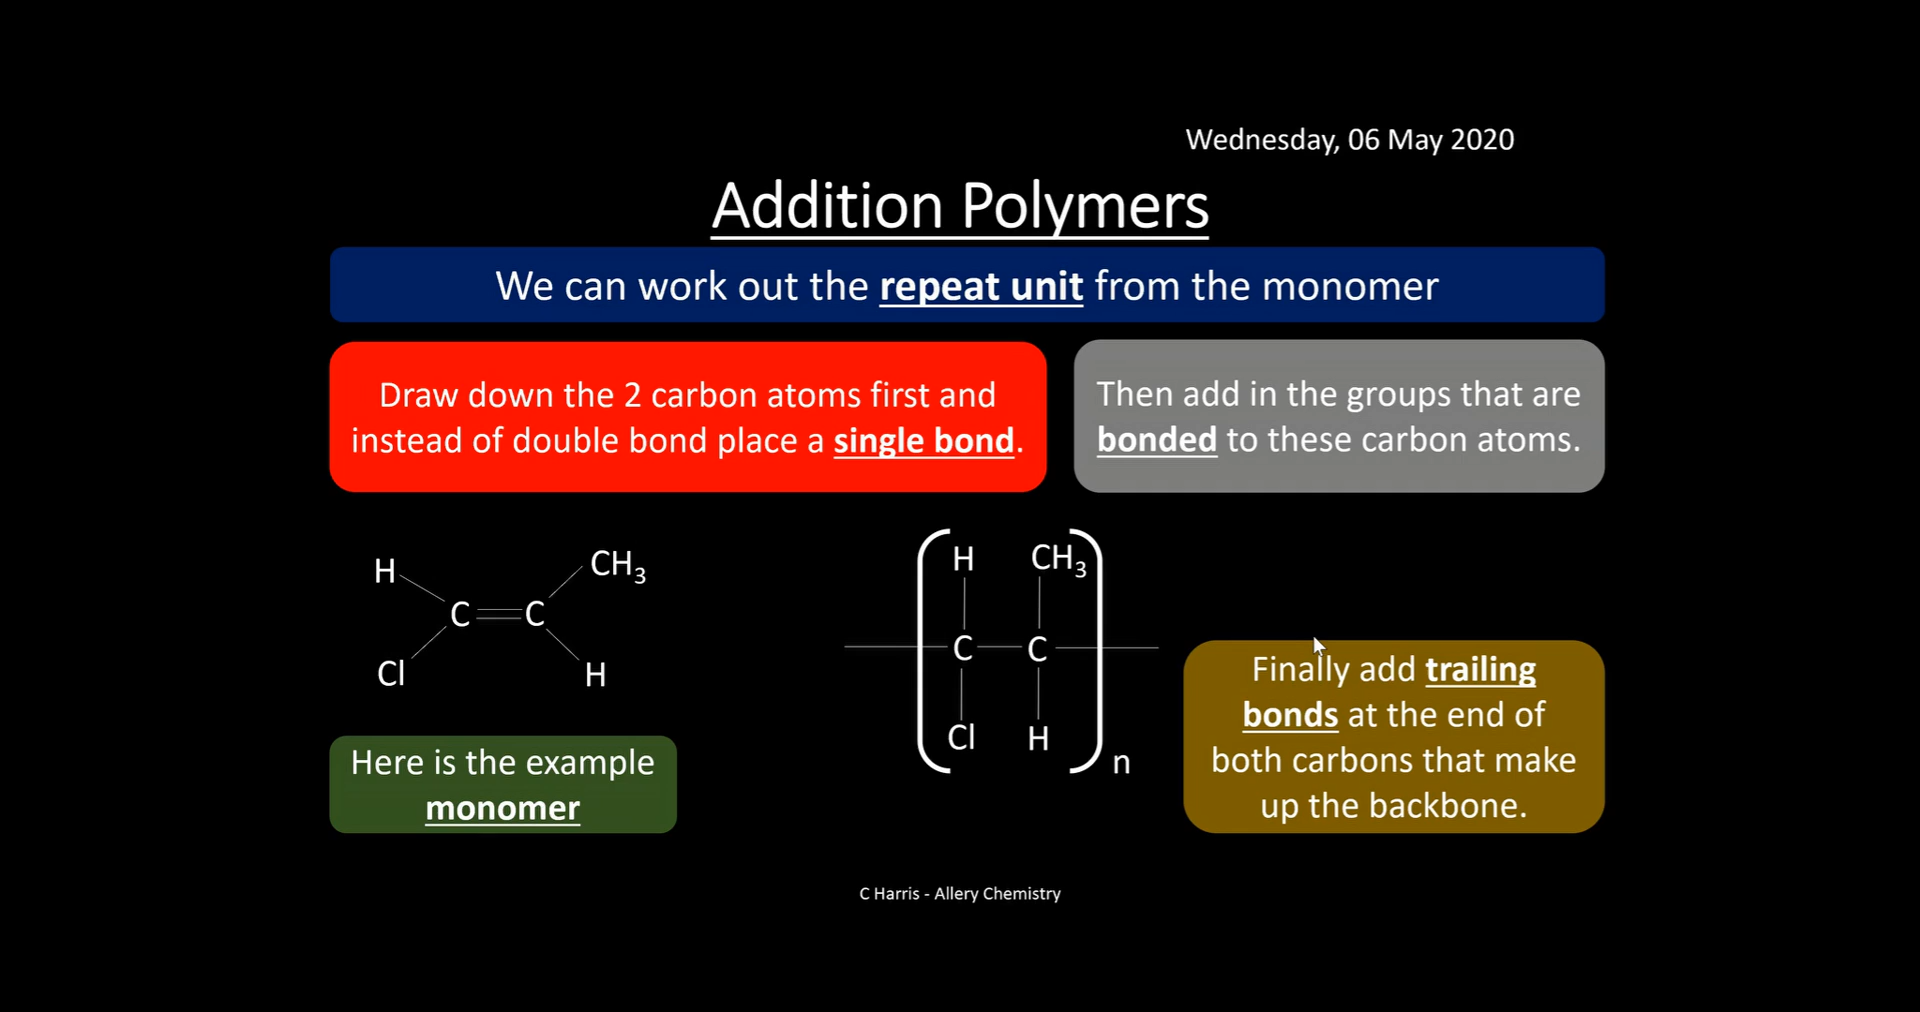 Wednesday, 06 May 2020
Addition Polymers
We can work out the repeat unit from the monomer
Draw down the 2 carbon atoms first and
instead of double bond place a single bond.
Then add in the groups that are
bonded to these carbon atoms.
H
CH₃
C
C
Cl
H
H
CH₃
C
C
Cl
H
n
Here is the example
monomer
Finally add trailing
bonds at the end of
both carbons that make
up the backbone.
C Harris - Allery Chemistry